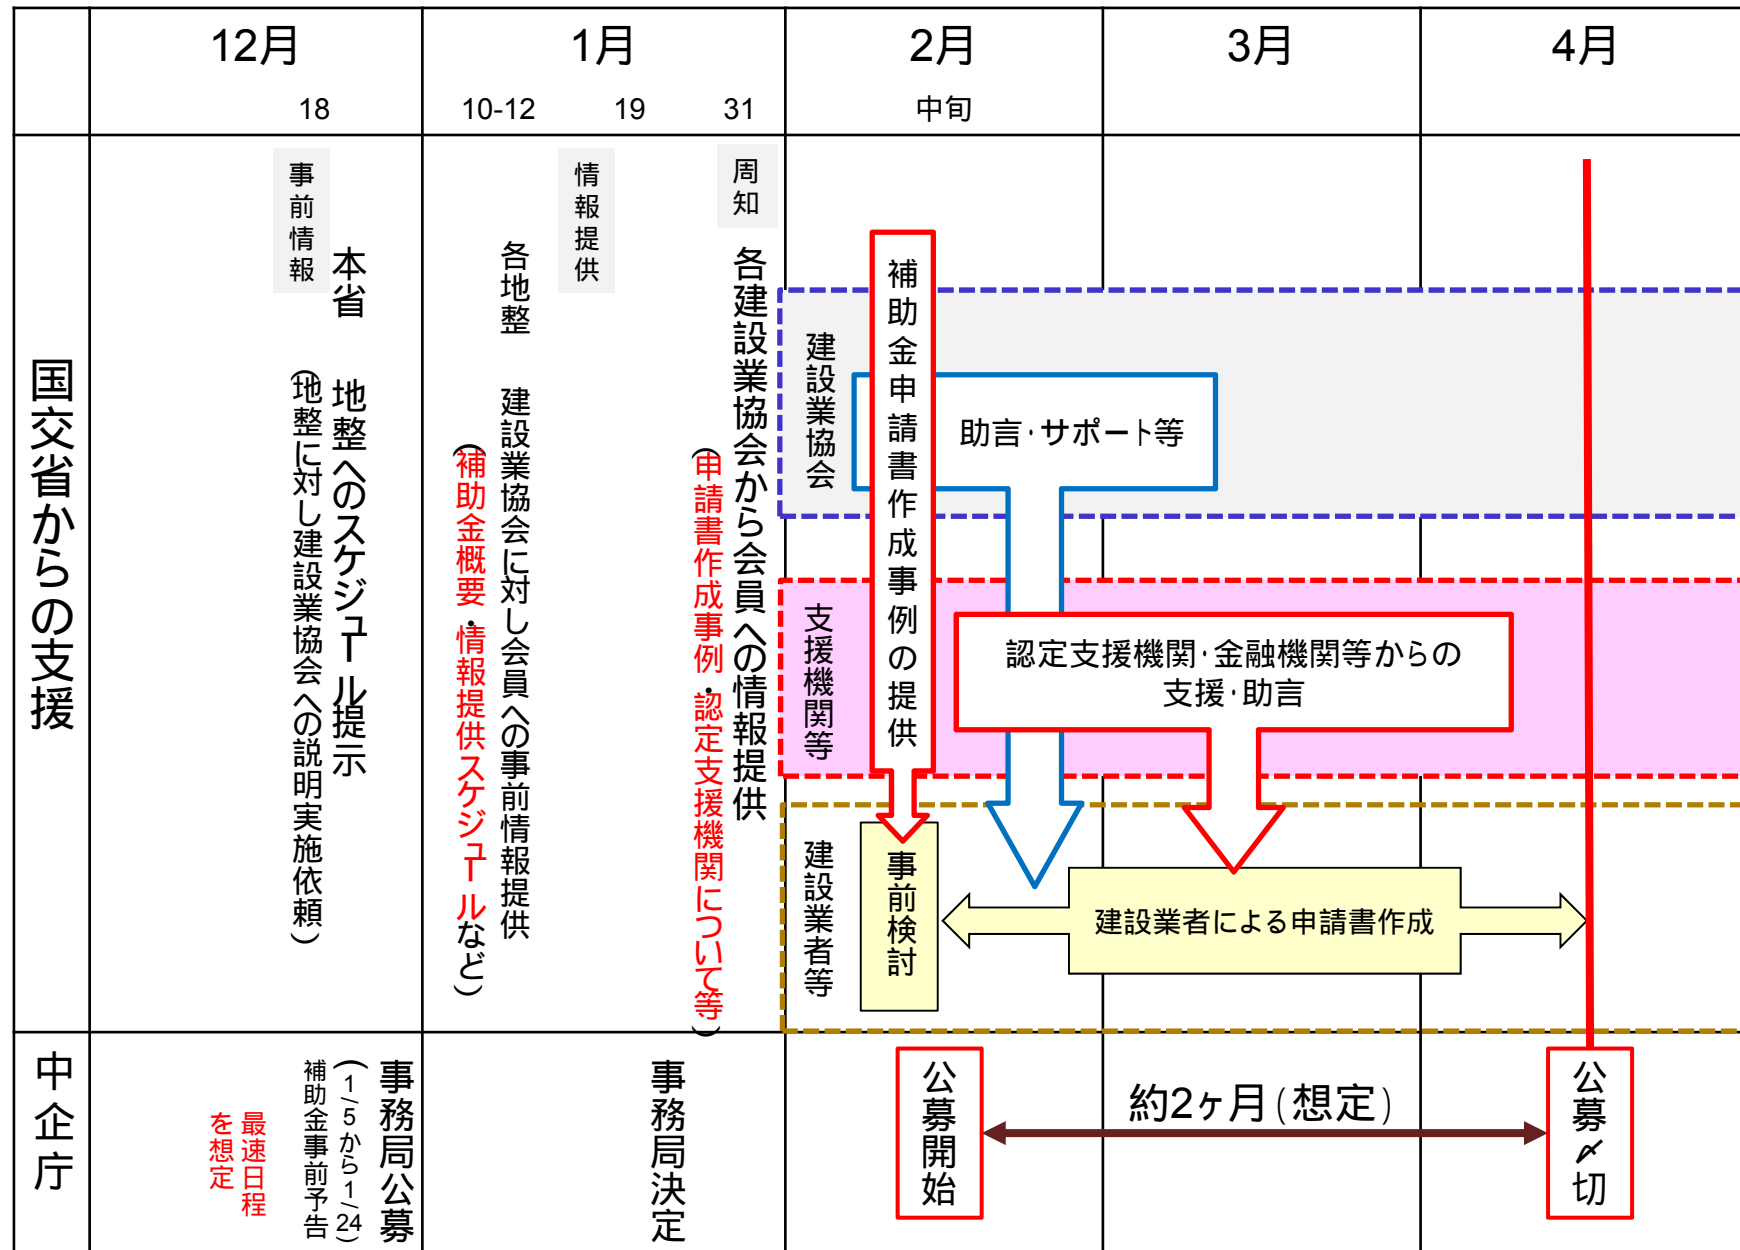 12月
1月
2月
3月
4月
18
10-12
19
31
中旬
国交省からの支援
事前情報
本省　地整へのスケジュール提示
(地整に対し建設業協会への説明実施依頼)
情報提供
各地整　建設業協会に対し会員への事前情報提供
(補助金概要・情報提供スケジュールなど)
周知
各建設業協会から会員への情報提供
(申請書作成事例・認定支援機関について等)
補助金申請書作成事例の提供
建設業協会
助言・サポート等
支援機関等
認定支援機関・金融機関等からの
支援・助言
建設業者等
事前検討
建設業者による申請書作成
中企庁
事務局公募
(1/5から1/24)
補助金事前予告
最速日程
を想定
事務局決定
公募開始
約2ヶ月(想定)
公募〆切